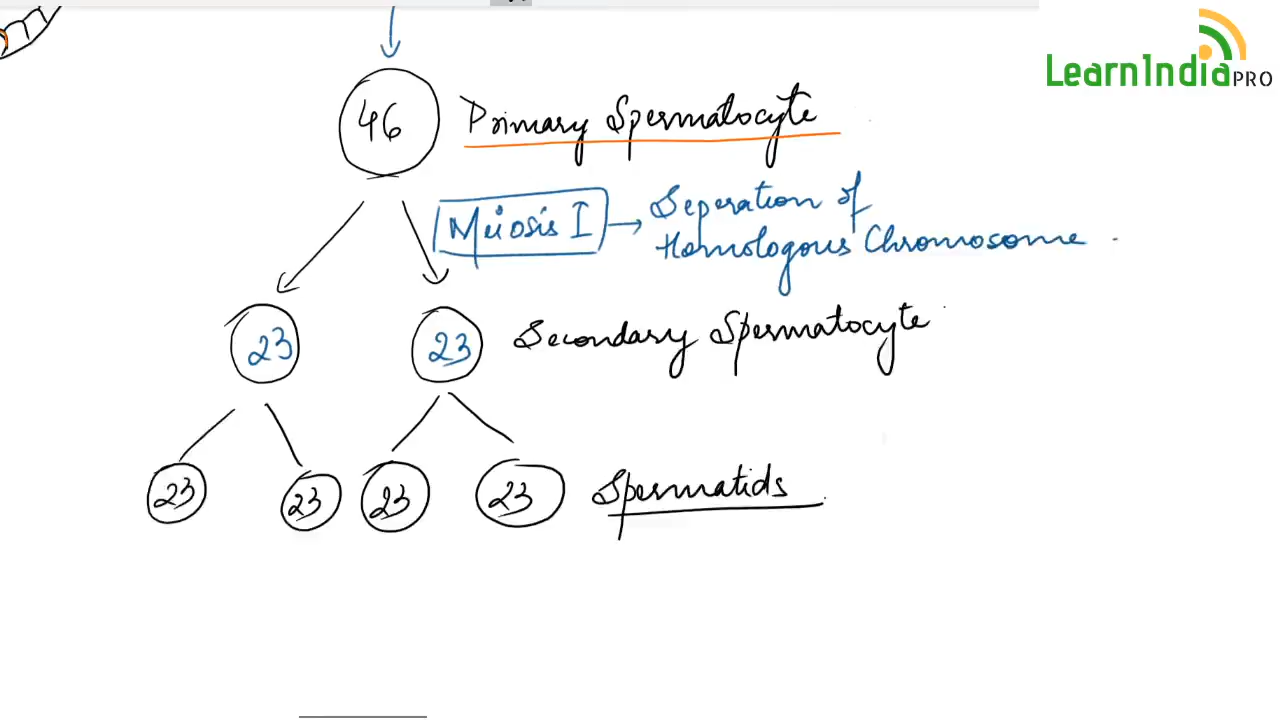 LearnIndia PRO
46 Primary Spermatocyte
Meiosis I → Seperation of
Homologous Chromosome
23 23 Secondary Spermatocyte
23 23 23 23 Spermatids